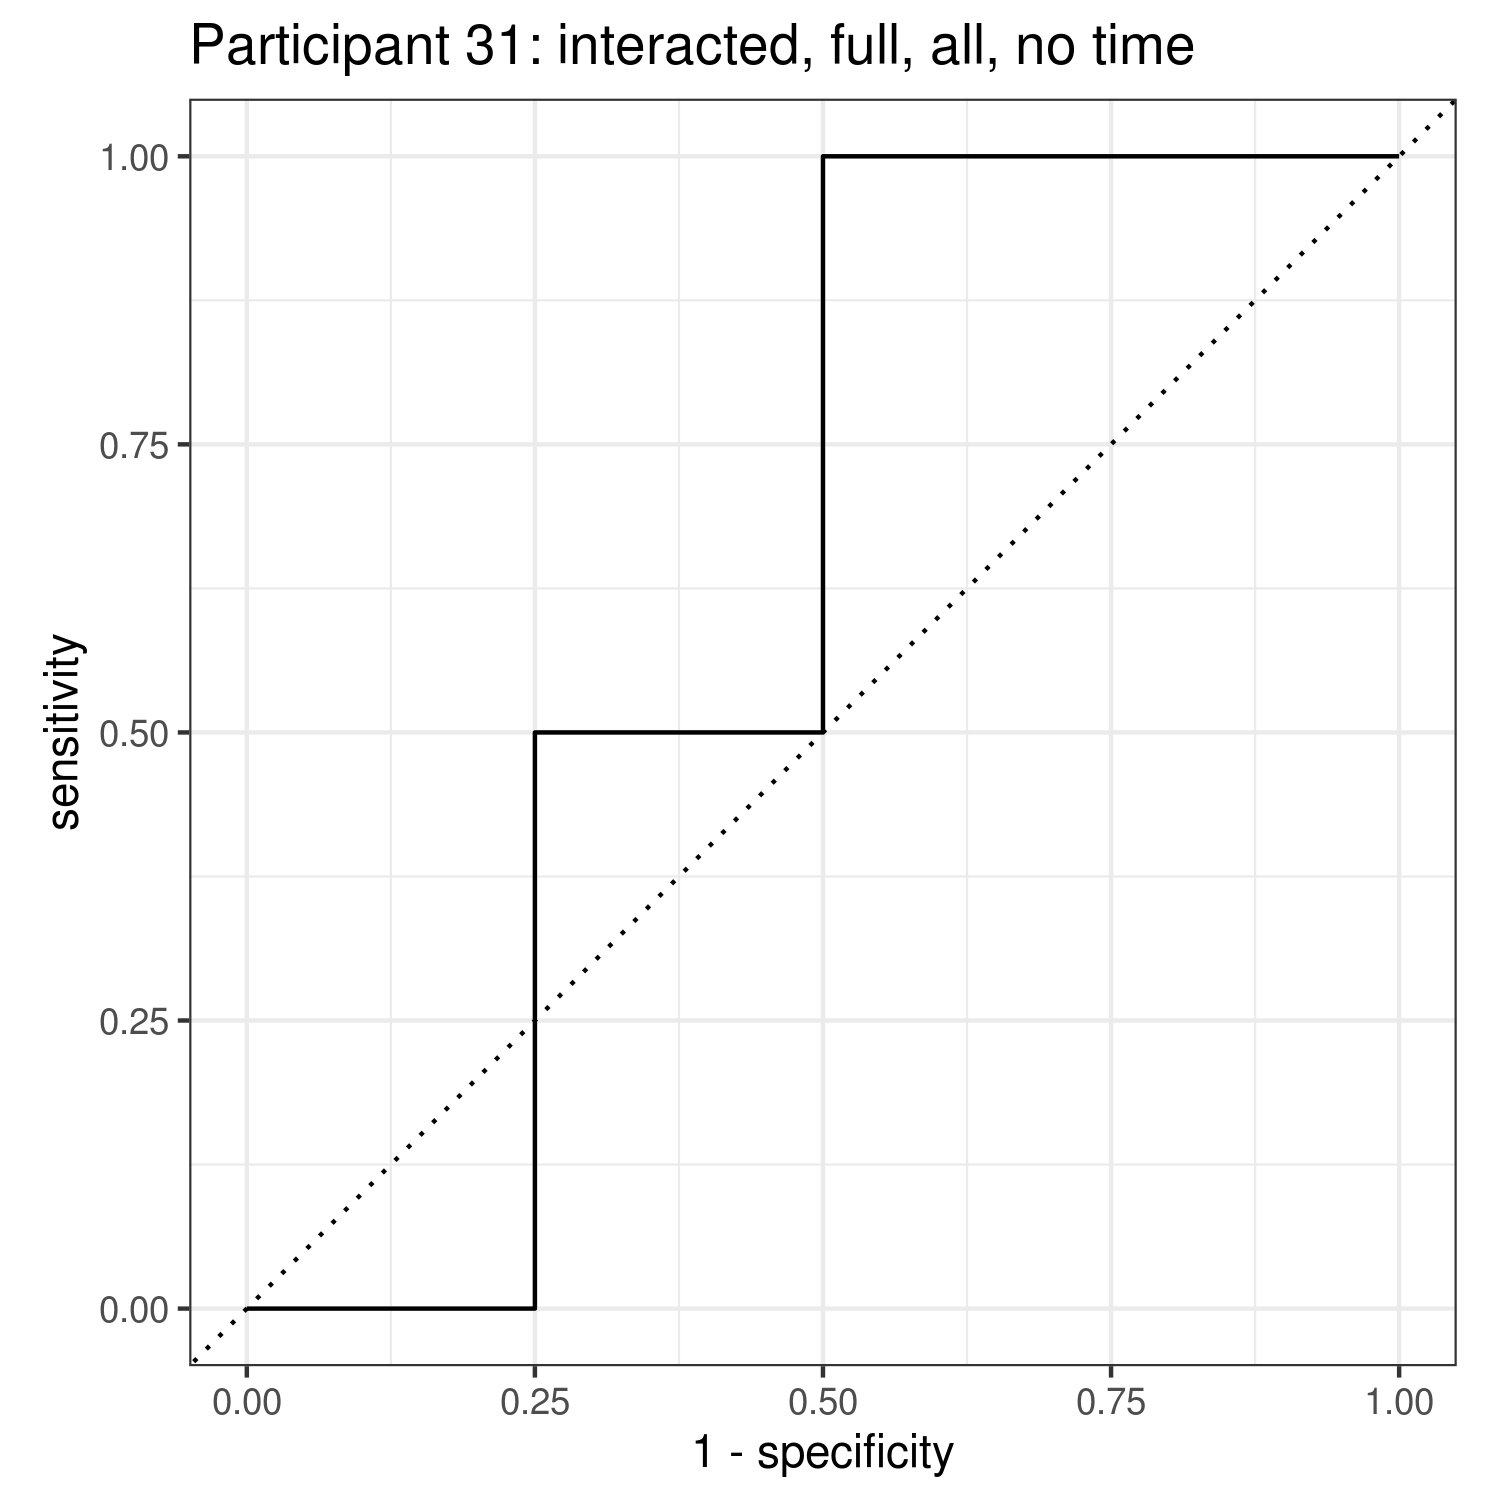 Participant 31: interacted, full, all, no time
1.00
0.75
0.50
0.25
0.00
sensitivity
0.00 0.25 0.50 0.75 1.00
1 - specificity